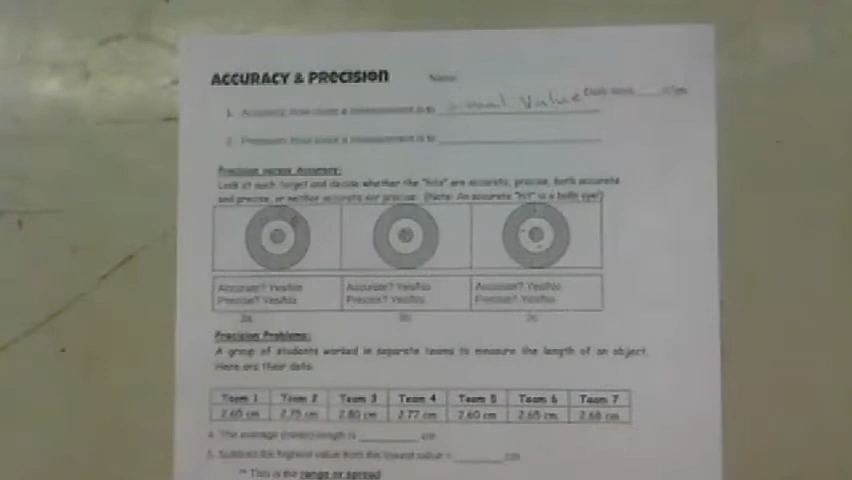 ACCURACY & PRECISION Name
1. Accuracy: How close a measurement is to value
2. Precision: How close a measurement is to
Precision versus Accuracy:
Look at each target and decide whether the "hits" are accurate, precise, both accurate
and precise, or neither accurate nor precise. (Note: An accurate "hit" is a bulls eye!)
Accurate? Yes/No Accurate? Yes/No Accurate? Yes/No
Precise? Yes/No Precise? Yes/No Precise? Yes/No
Precision Problems:
A group of students worked in separate teams to measure the length of an object.
Here are their data:
Team 1 Team 2 Team 3 Team 4 Team 5 Team 6 Team 7
2.65 cm 2.75 cm 2.80 cm 2.77 cm 2.60 cm 2.65 cm 2.68 cm
4. The average (mean) length is ________ cm
5. Subtract the highest value from the lowest value = ________ cm
** This is the range or spread